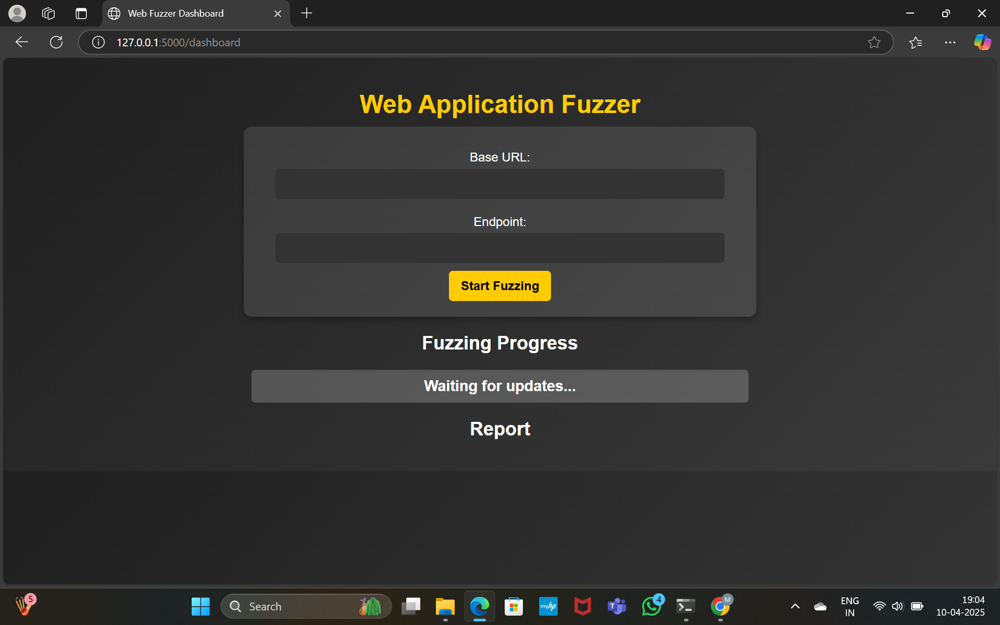 Web Fuzzer Dashboard
127.0.0.1:5000/dashboard
Web Application Fuzzer
Base URL:
Endpoint:
Start Fuzzing
Fuzzing Progress
Waiting for updates...
Report
5
Search
myhp
T
4
M
ENG
IN
19:04
10-04-2025